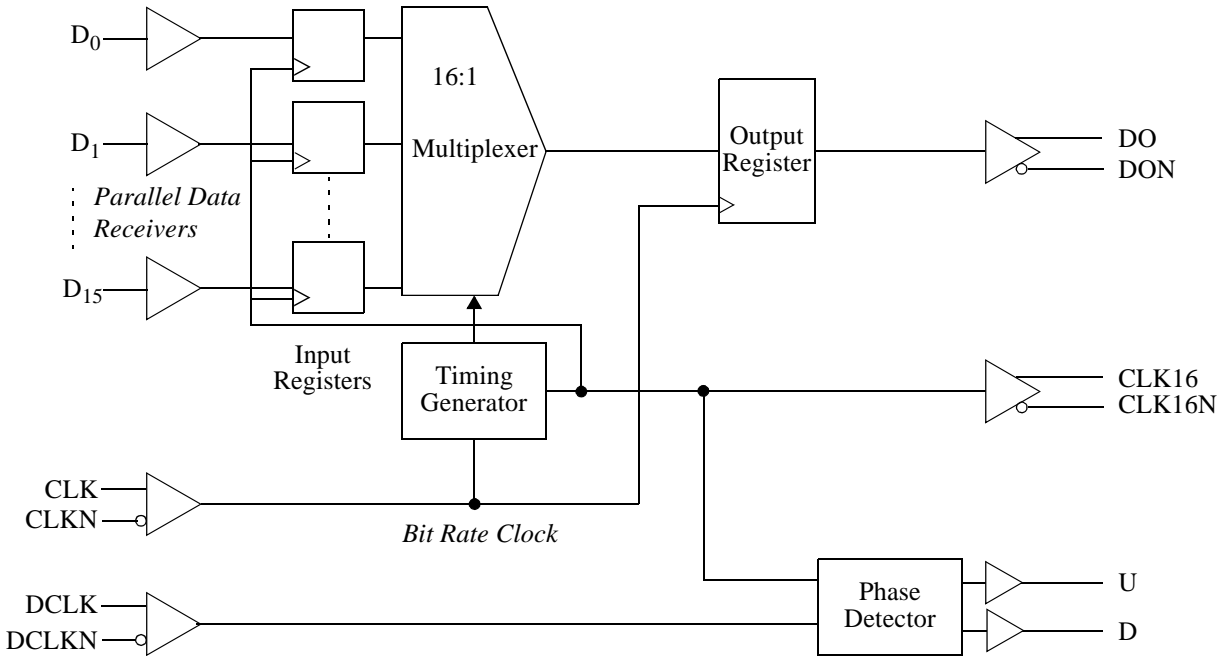 D0
D1
Parallel Data
Receivers
D15
16:1
Multiplexer
Output
Register
DO
DON
Input
Registers
Timing
Generator
CLK16
CLK16N
CLK
CLKN
Bit Rate Clock
DCLK
DCLKN
Phase
Detector
U
D